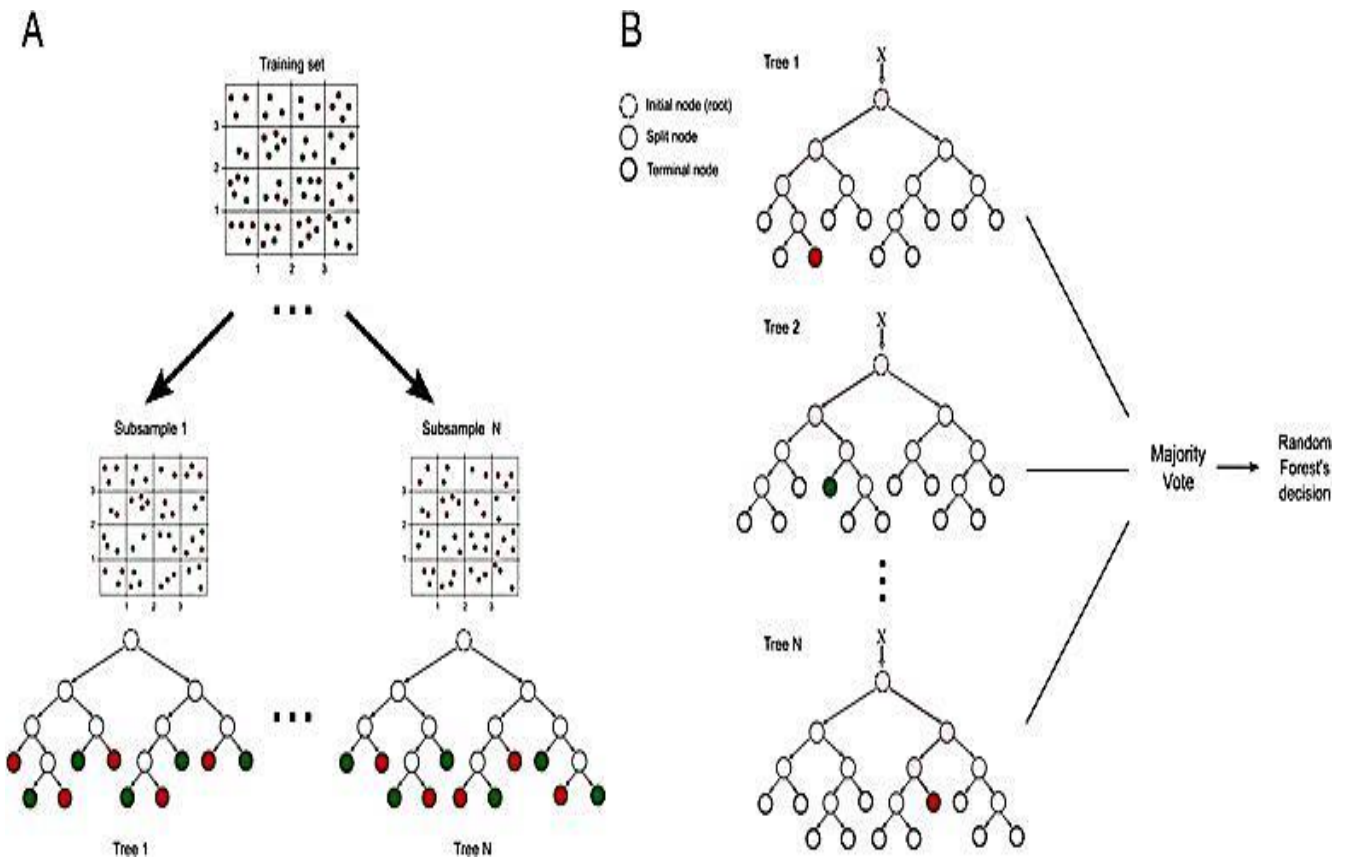 A
Training set
3
2
1
1 2 3
Subsample 1
Subsample N
3
2
1
1 2 3
3
2
1
1 2 3
Tree 1
Tree N
B
Initial node (root)
Split node
Terminal node
Tree 1
X
Tree 2
X
Tree N
X
Majority
Vote
Random
Forest's
decision